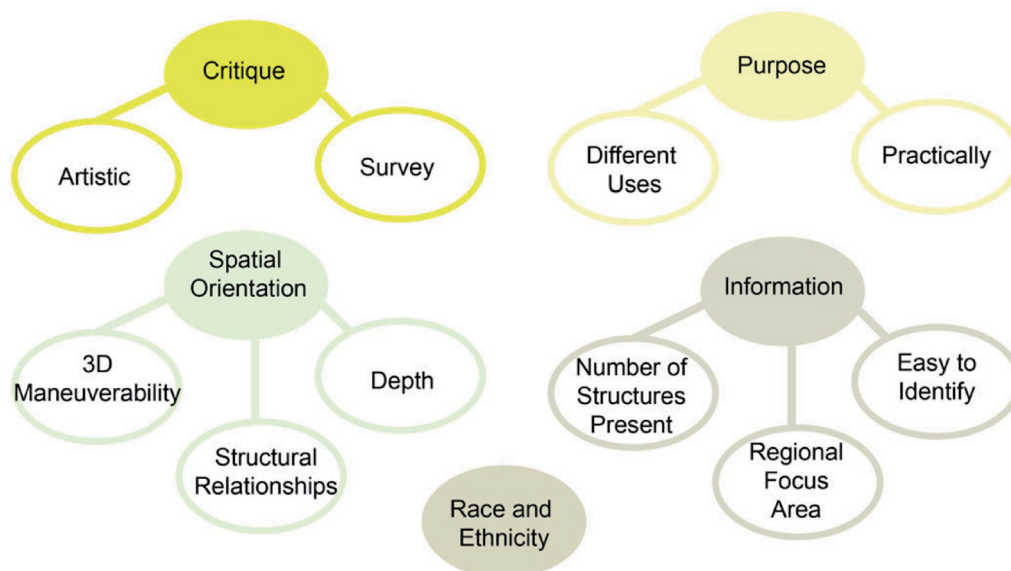 Critique
Artistic
Survey
Purpose
Different
Uses
Practically
Spatial
Orientation
3D
Maneuverability
Structural
Relationships
Depth
Information
Number of
Structures
Present
Regional
Focus
Area
Easy to
Identify
Race and
Ethnicity